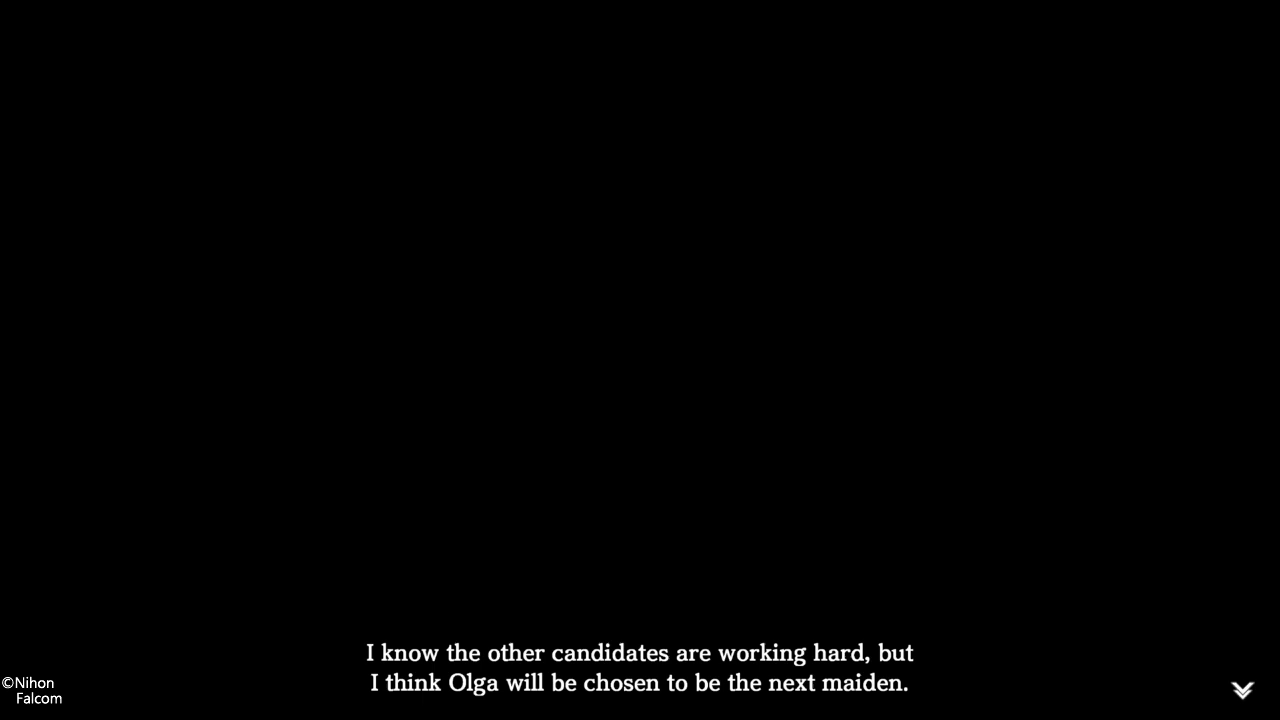 I know the other candidates are working hard, but
I think Olga will be chosen to be the next maiden.
©Nihon
Falcom